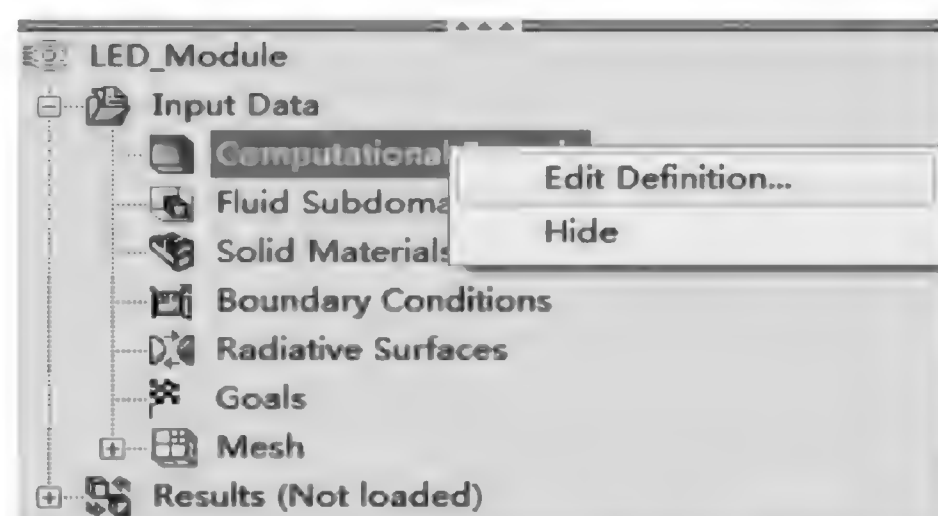 LED_Module
Input Data
Computational
Edit Definition...
Fluid Subdoma
Hide
Solid Materials
Boundary Conditions
Radiative Surfaces
Goals
Mesh
Results (Not loaded)